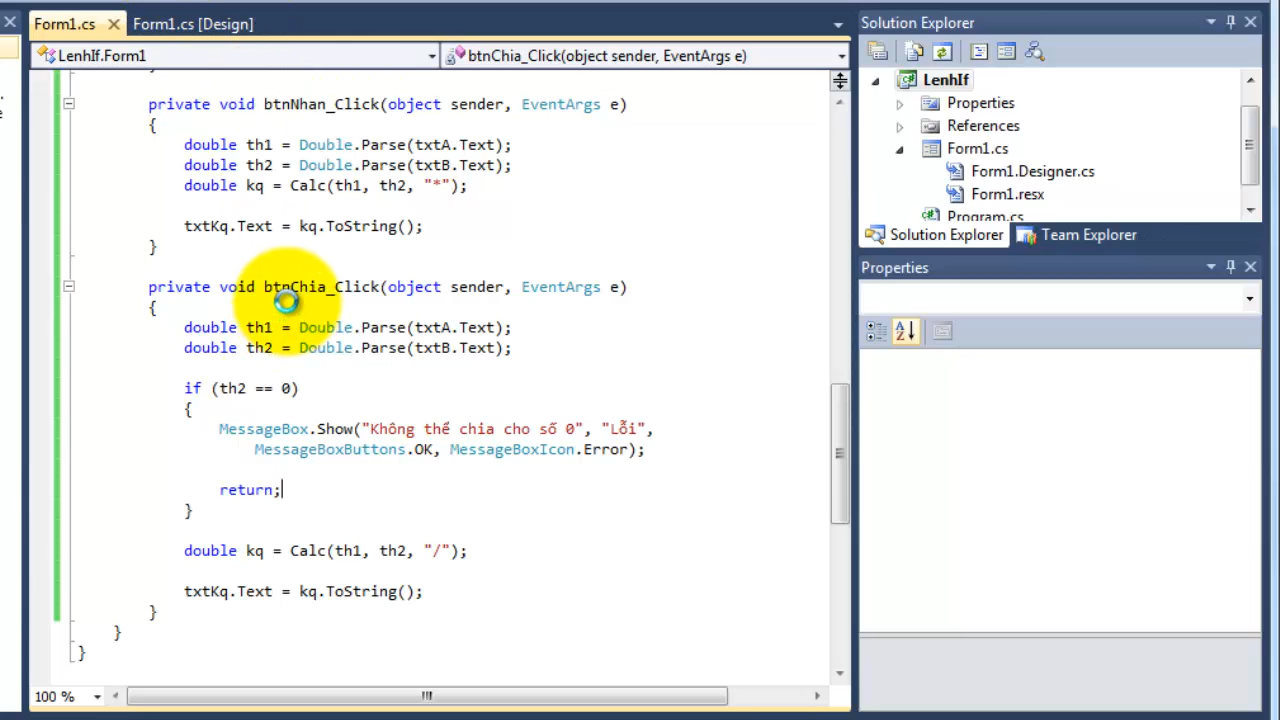 Form1.cs
Form1.cs [Design]
LenhIf.Form1
btnChia_Click(object sender, EventArgs e)
private void btnNhan_Click(object sender, EventArgs e)
{
double th1 = Double.Parse(txtA.Text);
double th2 = Double.Parse(txtB.Text);
double kq = Calc(th1, th2, "*");
txtKq.Text = kq.ToString();
}
private void btnChia_Click(object sender, EventArgs e)
{
double th1 = Double.Parse(txtA.Text);
double th2 = Double.Parse(txtB.Text);
if (th2 == 0)
{
MessageBox.Show("Không thể chia cho số 0", "Lỗi",
MessageBoxButtons.OK, MessageBoxIcon.Error);
return;
}
double kq = Calc(th1, th2, "/");
txtKq.Text = kq.ToString();
}
}
}
100 %
Solution Explorer
LenhIf
Properties
References
Form1.cs
Form1.Designer.cs
Form1.resx
Program.cs
Solution Explorer
Team Explorer
Properties